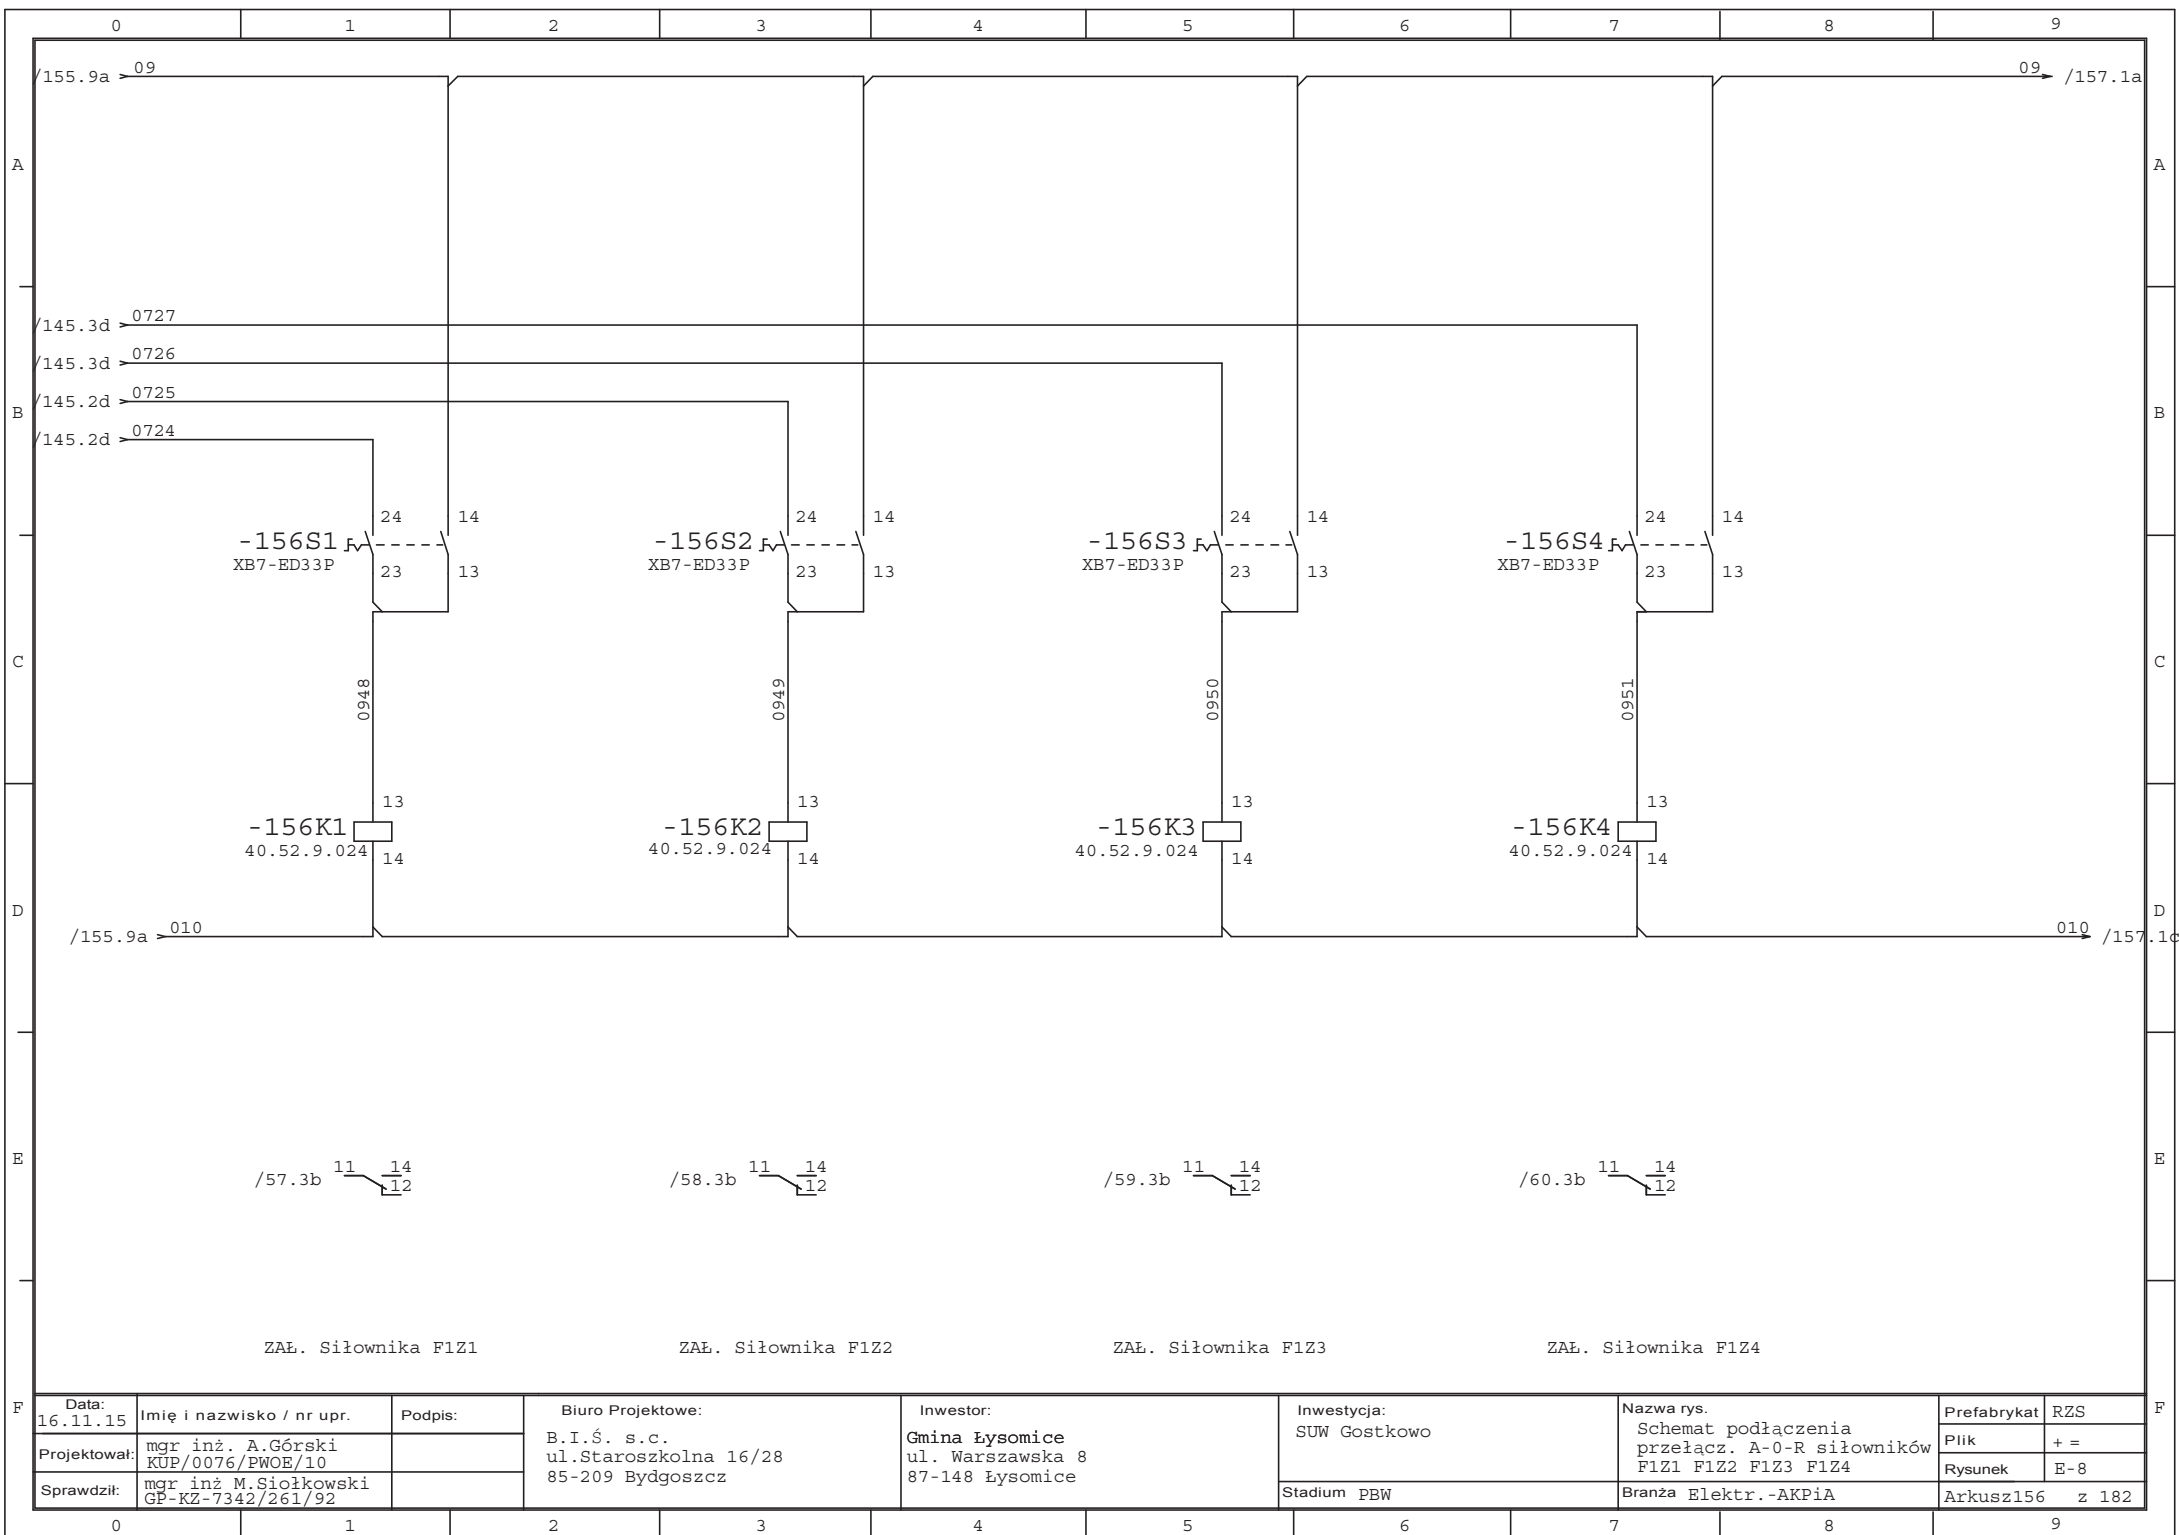 0 1 2 3 4 5 6 7 8 9
/155.9a 09 09 /157.1a
A A
/145.3d 0727
/145.3d 0726
/145.2d 0725
B B
/145.2d 0724
24 14 24 14 24 14 24 14
-156S1 -156S2 -156S3 -156S4
XB7-ED33P XB7-ED33P XB7-ED33P XB7-ED33P
23 13 23 13 23 13 23 13
C C
0948 0949 0950 0951
13 13 13 13
-156K1 -156K2 -156K3 -156K4
40.52.9.024 40.52.9.024 40.52.9.024 40.52.9.024
14 14 14 14
D D
/155.9a 010 010 /157.1c
E E
/57.3b 11 14 12 /58.3b 11 14 12 /59.3b 11 14 12 /60.3b 11 14 12
ZAŁ. Siłownika F1Z1 ZAŁ. Siłownika F1Z2 ZAŁ. Siłownika F1Z3 ZAŁ. Siłownika F1Z4
F F
Data:
16.11.15
Imię i nazwisko / nr upr.
Podpis:
Projektował:
mgr inż. A.Górski
KUP/0076/PWOE/10
Sprawdził:
mgr inż M.Siołkowski
GP-KZ-7342/261/92
Biuro Projektowe:
B.I.Ś. s.c.
ul.Staroszkolna 16/28
85-209 Bydgoszcz
Inwestor:
Gmina Łysomice
ul. Warszawska 8
87-148 Łysomice
Inwestycja:
SUW Gostkowo
Stadium PBW
Nazwa rys.
Schemat podłączenia
przełącz. A-0-R siłowników
F1Z1 F1Z2 F1Z3 F1Z4
Branża Elektr.-AKPiA
Prefabrykat RZS
Plik + =
Rysunek E-8
Arkusz156 z 182
0 1 2 3 4 5 6 7 8 9